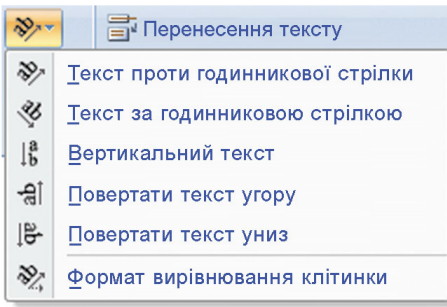 Перенесення тексту
Текст проти годинникової стрілки
Текст за годинниковою стрілкою
Вертикальний текст
Повертати текст угору
Повертати текст униз
Формат вирівнювання клітинки